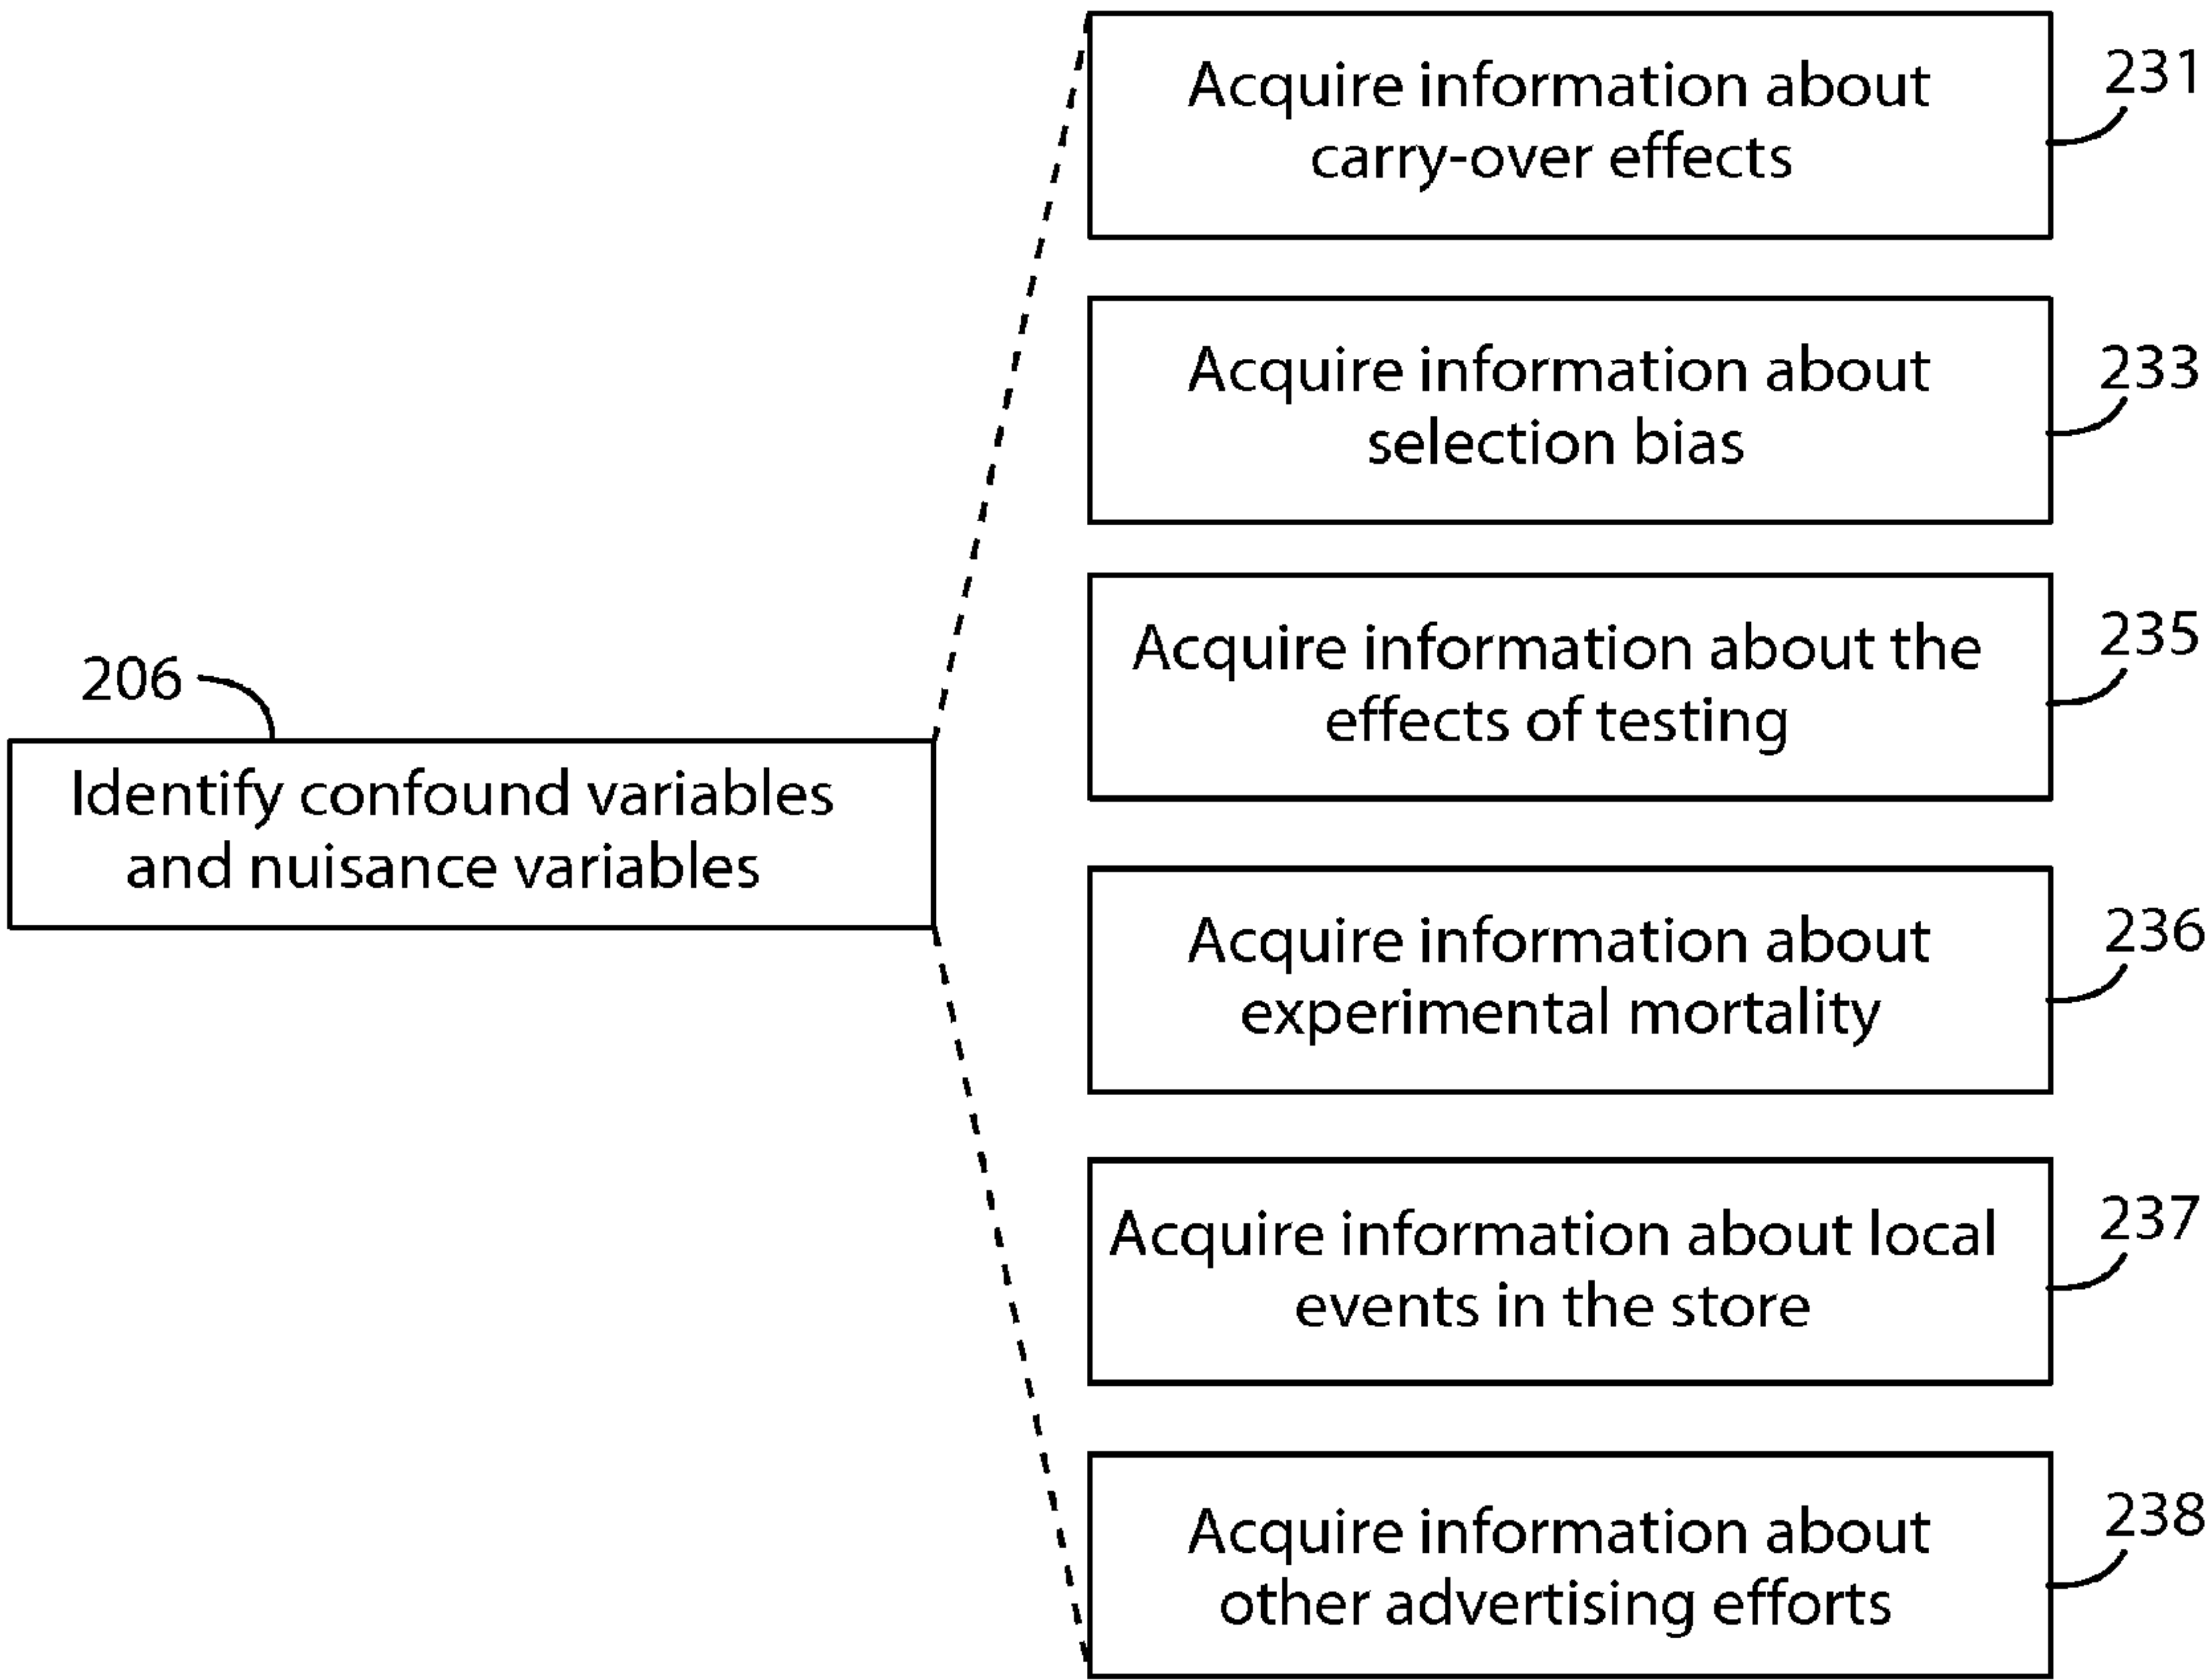 Acquire information about
carry-over effects
231
Acquire information about
selection bias
233
Acquire information about the
effects of testing
235
206
Identify confound variables
and nuisance variables
Acquire information about
experimental mortality
236
Acquire information about local
events in the store
237
Acquire information about
other advertising efforts
238